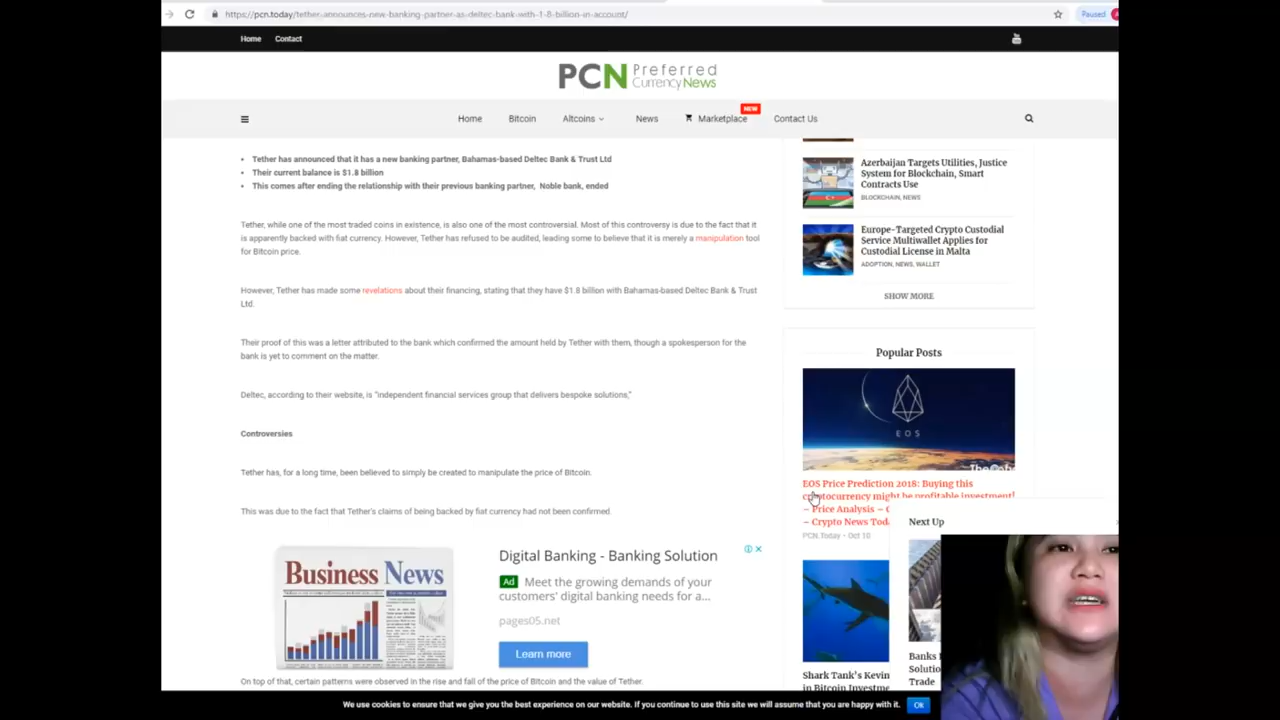 https://pcn.today/tether-announces-new-banking-partner-as-deltec-bank-with-1-8-billion-in-account/
Paused
Home Contact
PCN Preferred
Currency News
NEW
Home Bitcoin Altcoins News Marketplace Contact Us
• Tether has announced that it has a new banking partner, Bahamas-based Deltec Bank & Trust Ltd
• Their current balance is $1.8 billion
• This comes after ending the relationship with their previous banking partner, Noble bank, ended
Tether, while one of the most traded coins in existence, is also one of the most controversial. Most of this controversy is due to the fact that it
is apparently backed with fiat currency. However, Tether has refused to be audited, leading some to believe that it is merely a manipulation tool
for Bitcoin price.
However, Tether has made some revelations about their financing, stating that they have $1.8 billion with Bahamas-based Deltec Bank & Trust
Ltd.
Their proof of this was a letter attributed to the bank which confirmed the amount held by Tether with them, though a spokesperson for the
bank is yet to comment on the matter.
Deltec, according to their website, is "independent financial services group that delivers bespoke solutions,"
Controversies
Tether has, for a long time, been believed to simply be created to manipulate the price of Bitcoin.
This was due to the fact that Tether's claims of being backed by fiat currency had not been confirmed.
Business News
Digital Banking - Banking Solution
Ad Meet the growing demands of your
customers' digital banking needs for a...
pages05.net
Learn more
On top of that, certain patterns were observed in the rise and fall of the price of Bitcoin and the value of Tether.
Azerbaijan Targets Utilities, Justice
System for Blockchain, Smart
Contracts Use
BLOCKCHAIN, NEWS
Europe-Targeted Crypto Custodial
Service Multiwallet Applies for
Custodial License in Malta
ADOPTION, NEWS, WALLET
SHOW MORE
Popular Posts
EOS
EOS Price Prediction 2018: Buying this
cryptocurrency might be profitable investment!
– Price Analysis –
– Crypto News
PCN.Today - Oct 10
Shark Tank's
in Bitcoin
Next Up
Banks
Trade
We use cookies to ensure that we give you the best experience on our website. If you continue to use this site we will assume that you are happy with it.
Ok